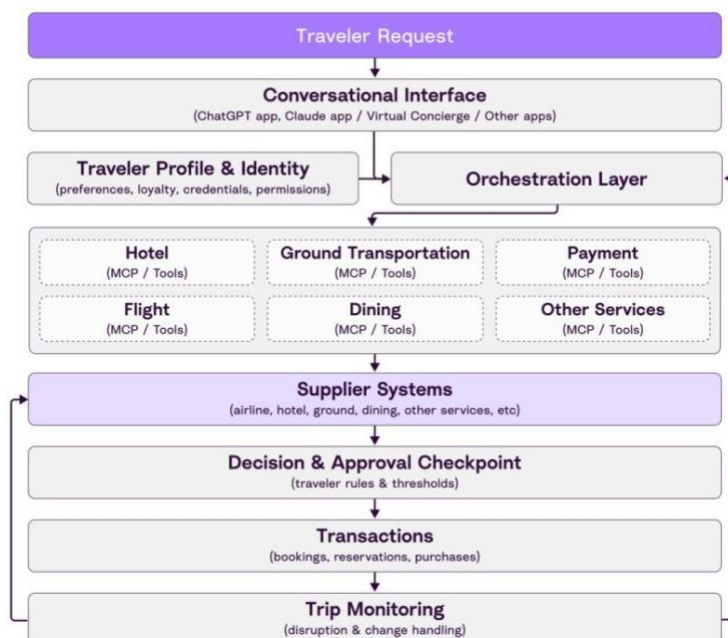 Traveler Request
Conversational Interface
(ChatGPT app, Claude app / Virtual Concierge / Other apps)
Traveler Profile & Identity
(preferences, loyalty, credentials, permissions)
Orchestration Layer
Hotel
(MCP / Tools)
Ground Transportation
(MCP / Tools)
Payment
(MCP / Tools)
Flight
(MCP / Tools)
Dining
(MCP / Tools)
Other Services
(MCP / Tools)
Supplier Systems
(airline, hotel, ground, dining, other services, etc)
Decision & Approval Checkpoint
(traveler rules & thresholds)
Transactions
(bookings, reservations, purchases)
Trip Monitoring
(disruption & change handling)